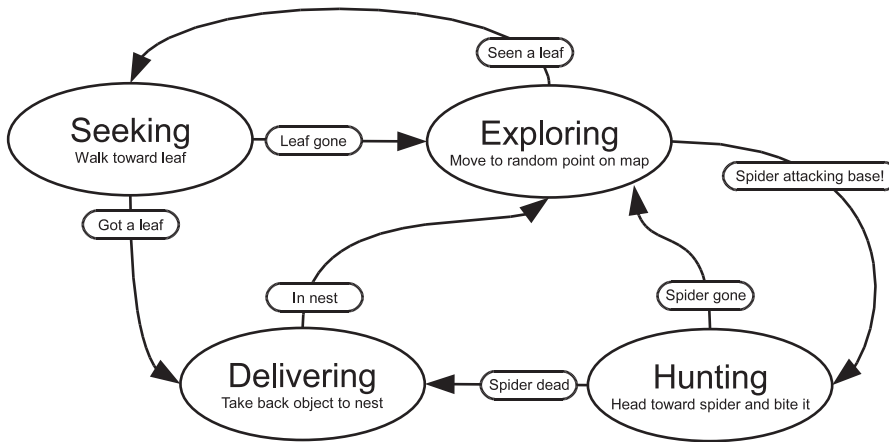 Seen a leaf
Seeking
Walk toward leaf
Leaf gone
Exploring
Move to random point on map
Spider attacking base!
Got a leaf
In nest
Spider gone
Delivering
Take back object to nest
Spider dead
Hunting
Head toward spider and bite it